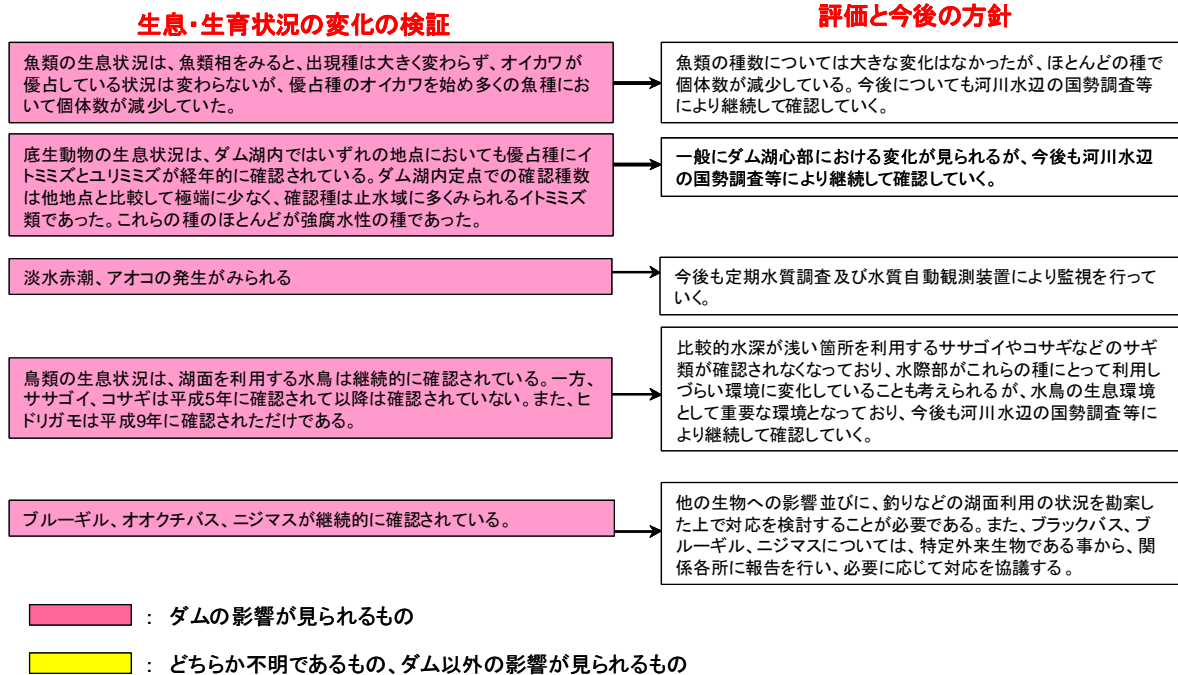 生息・生育状況の変化の検証
評価と今後の方針
魚類の生息状況は、魚類相をみると、出現種は大きく変わらず、オイカワが
優占している状況は変わらないが、優占種のオイカワを始め多くの魚種にお
いて個体数が減少していた。
魚類の種数については大きな変化はなかったが、ほとんどの種で
個体数が減少している。今後についても河川水辺の国勢調査等
により継続して確認していく。
底生動物の生息状況は、ダム湖内ではいずれの地点においても優占種にイ
トミミズとユリミミズが経年的に確認されている。ダム湖内定点での確認種数
は他地点と比較して極端に少なく、確認種は止水域に多くみられるイトミミズ
類であった。これらの種のほとんどが強腐水性の種であった。
一般にダム湖心部における変化が見られるが、今後も河川水辺
の国勢調査等により継続して確認していく。
淡水赤潮、アオコの発生がみられる
今後も定期水質調査及び水質自動観測装置により監視を行って
いく。
鳥類の生息状況は、湖面を利用する水鳥は継続的に確認されている。一方、
ササゴイ、コサギは平成5年に確認されて以降は確認されていない。また、ヒ
ドリガモは平成9年に確認されただけである。
比較的水深が浅い箇所を利用するササゴイやコサギなどのサギ
類が確認されなくなっており、水際部がこれらの種にとって利用し
づらい環境に変化していることも考えられるが、水鳥の生息環境
として重要な環境となっており、今後も河川水辺の国勢調査等に
より継続して確認していく。
ブルーギル、オオクチバス、ニジマスが継続的に確認されている。
他の生物への影響並びに、釣りなどの湖面利用の状況を勘案し
た上で対応を検討することが必要である。また、ブラックバス、ブ
ルーギル、ニジマスについては、特定外来生物である事から、関
係各所に報告を行い、必要に応じて対応を協議する。
： ダムの影響が見られるもの
： どちらか不明であるもの、ダム以外の影響が見られるもの